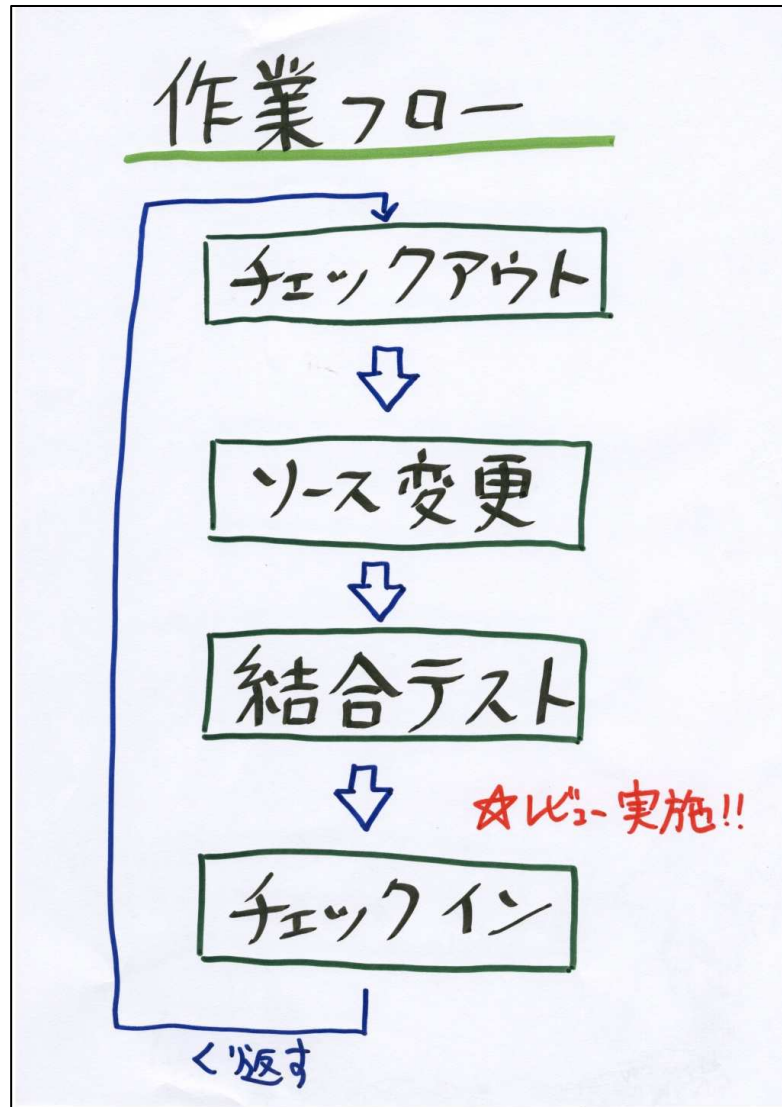 作業フロー
チェックアウト
ソース変更
結合テスト
☆レビュー実施!!
チェックイン
くり返す